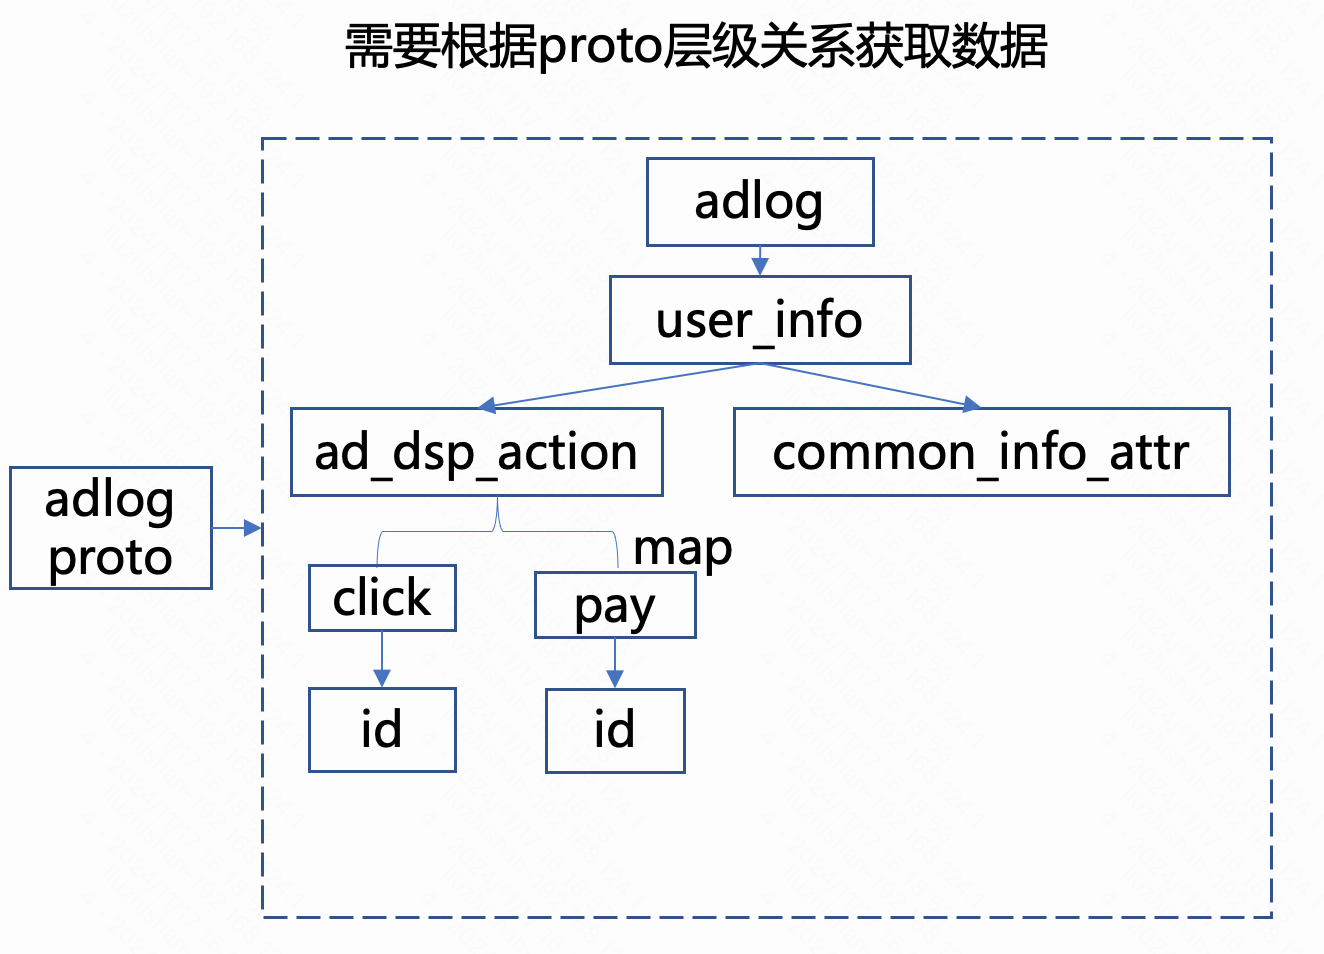 需要根据proto层级关系获取数据
adlog
user_info
ad_dsp_action
common_info_attr
adlog
proto
map
click
pay
id
id